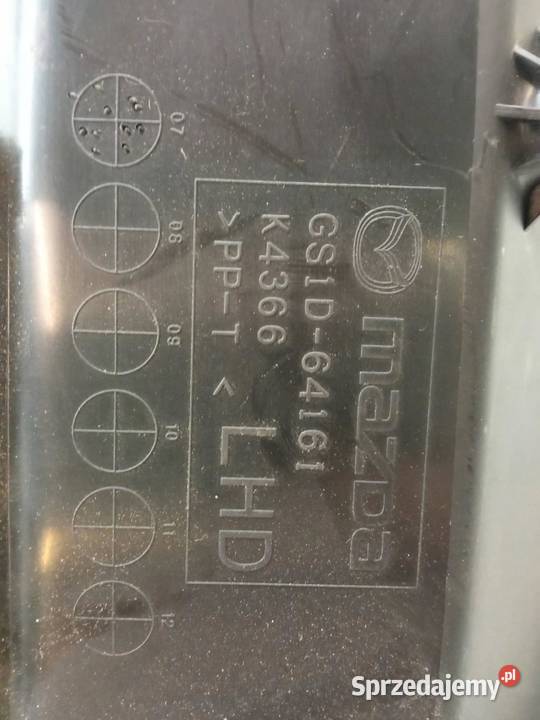 mazda
GS1D-64161
K4366
>PP-T<
LHD
07
08
09
10
11
12
Sprzedajemy.pl